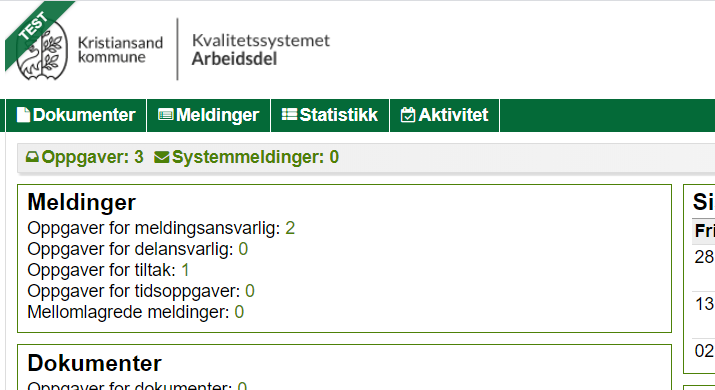 TEST
Kristiansand
kommune
Kvalitetssystemet
Arbeidsdel
Dokumenter Meldinger Statistikk Aktivitet
Oppgaver: 3 Systemmeldinger: 0
Meldinger
Oppgaver for meldingsansvarlig: 2
Oppgaver for delansvarlig: 0
Oppgaver for tiltak: 1
Oppgaver for tidsoppgaver: 0
Mellomlagrede meldinger: 0
Si
Fri
28
13
02
Dokumenter
Oppgaver for dokumenter: 0